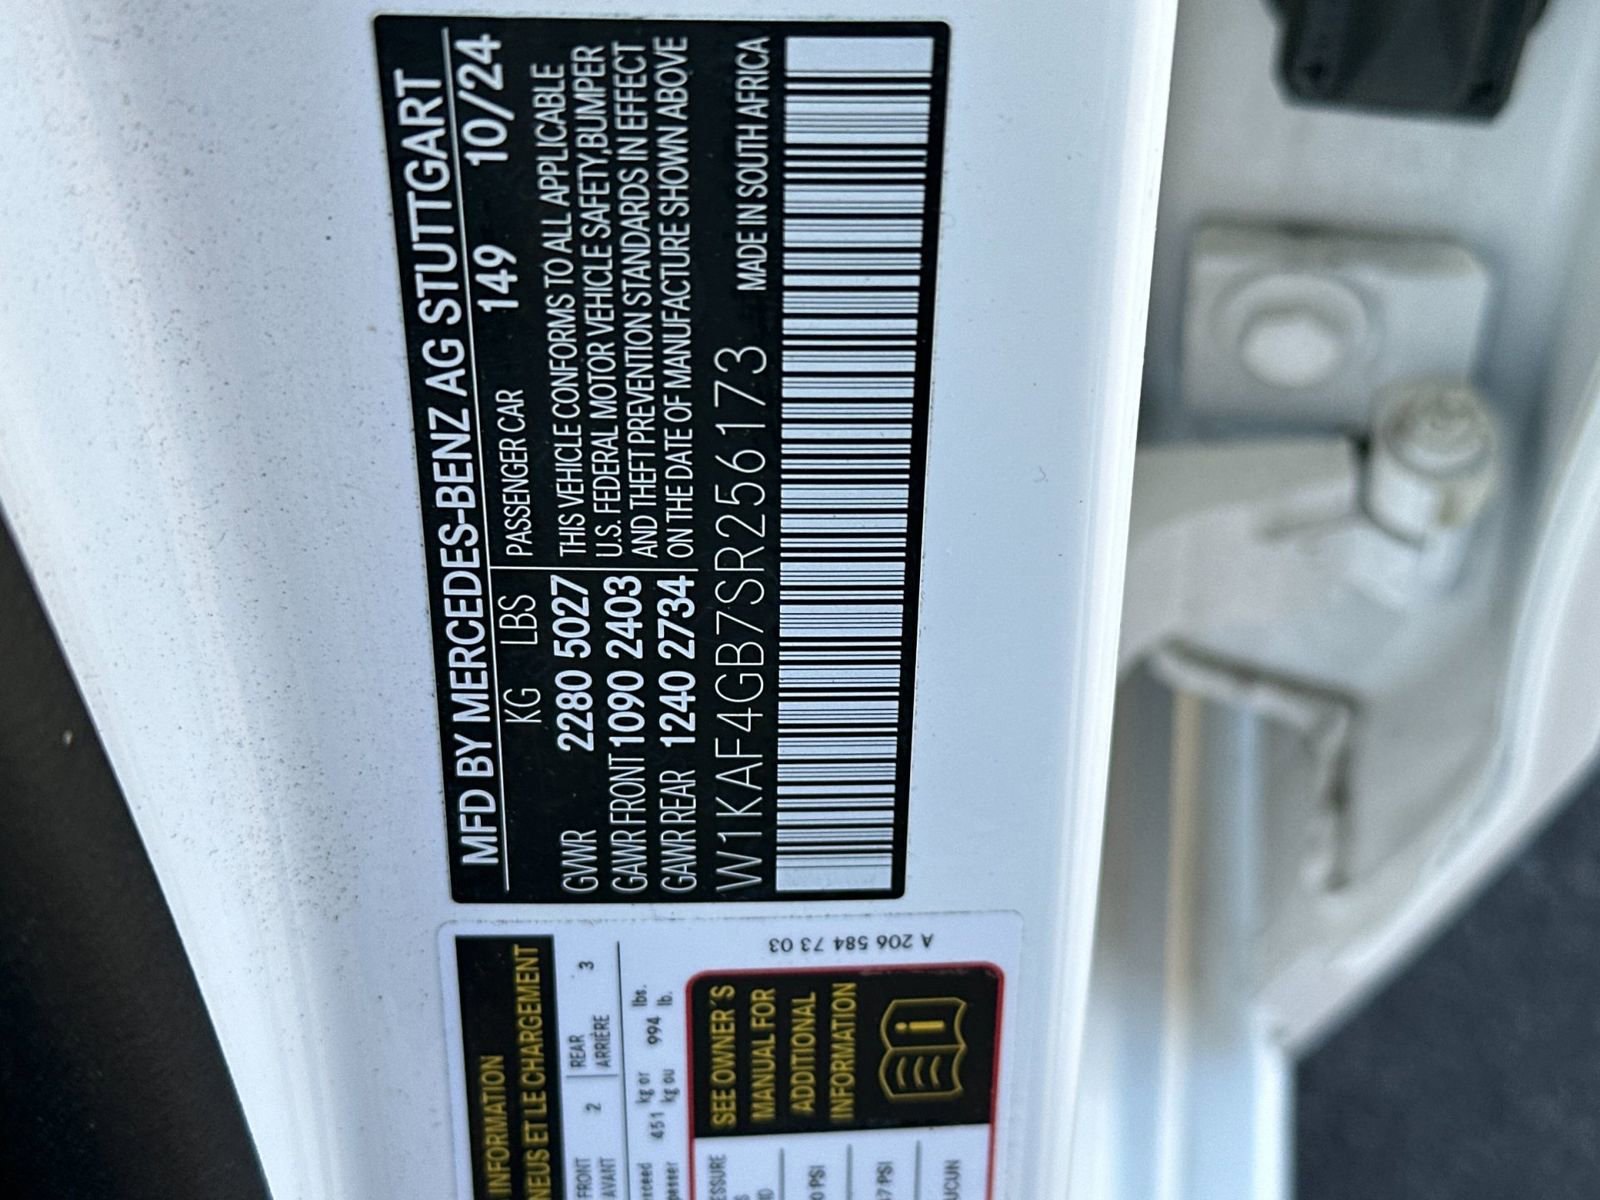 MFD BY MERCEDES-BENZ AG STUTTGART
149 10/24
KG LBS PASSENGER CAR
GVWR 2280 5027 THIS VEHICLE CONFORMS TO ALL APPLICABLE
GAWR FRONT 1090 2403 U.S. FEDERAL MOTOR VEHICLE SAFETY,BUMPER
AND THEFT PREVENTION STANDARDS IN EFFECT
GAWR REAR 1240 2734 ON THE DATE OF MANUFACTURE SHOWN ABOVE
W1KAF4GB7SR256173 MADE IN SOUTH AFRICA
INFORMATION
NEUS ET LE CHARGEMENT
FRONT 2 REAR 3
AVANT ARRIÈRE
451 kg or 994 lbs.
kg ou lb.
SEE OWNER'S
MANUAL FOR
ADDITIONAL
INFORMATION
PSI
PSI
A 206 584 73 03